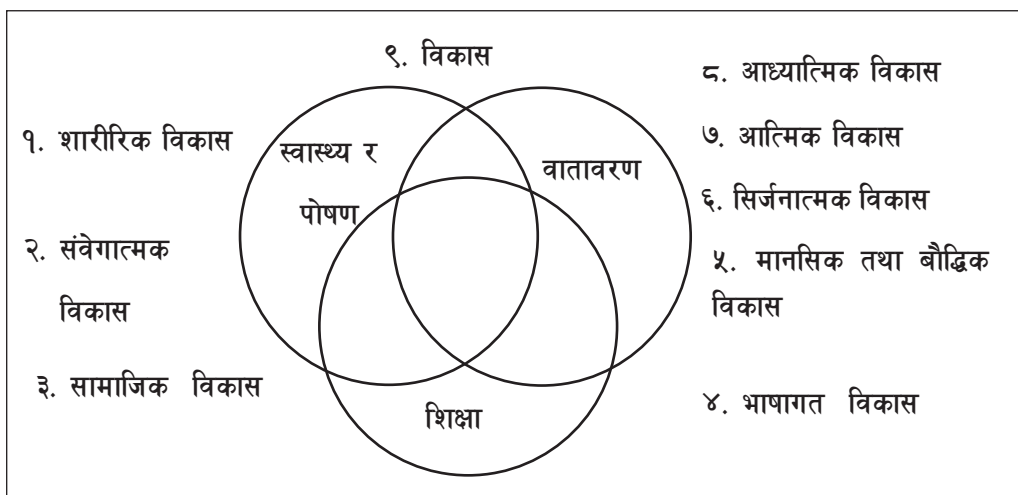 ९. विकास
१. शारीरिक विकास
२. संवेगात्मक
विकास
३. सामाजिक विकास
स्वास्थ्य र
पोषण
वातावरण
शिक्षा
८. आध्यात्मिक विकास
७. आत्मिक विकास
६. सिर्जनात्मक विकास
५. मानसिक तथा बौद्धिक
विकास
४. भाषागत विकास